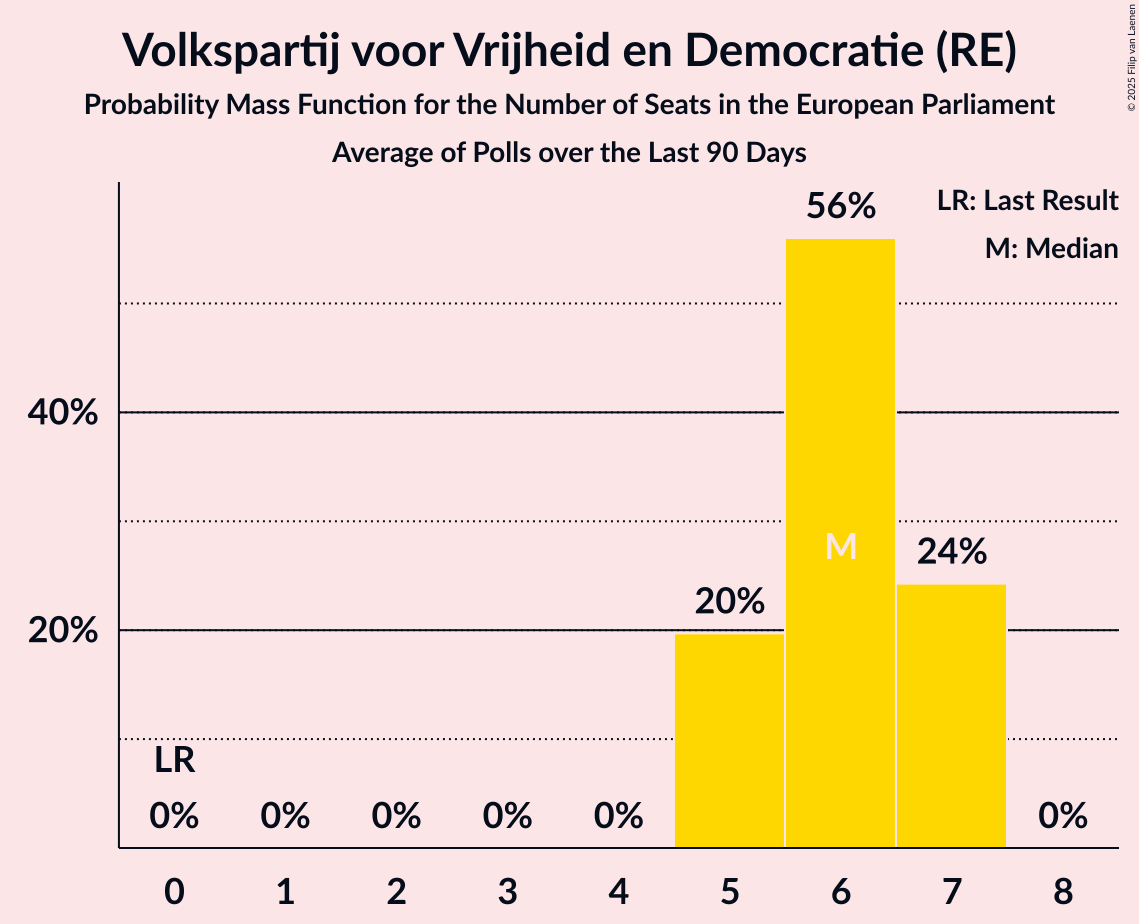 Volkspartij voor Vrijheid en Democratie (RE)
Probability Mass Function for the Number of Seats in the European Parliament
Average of Polls over the Last 90 Days
© 2025 Filip van Laenen
LR: Last Result
M: Median
56%
40%
M
24%
20%
20%
LR
0%
0%
0%
0%
0%
0%
0
1
2
3
4
5
6
7
8